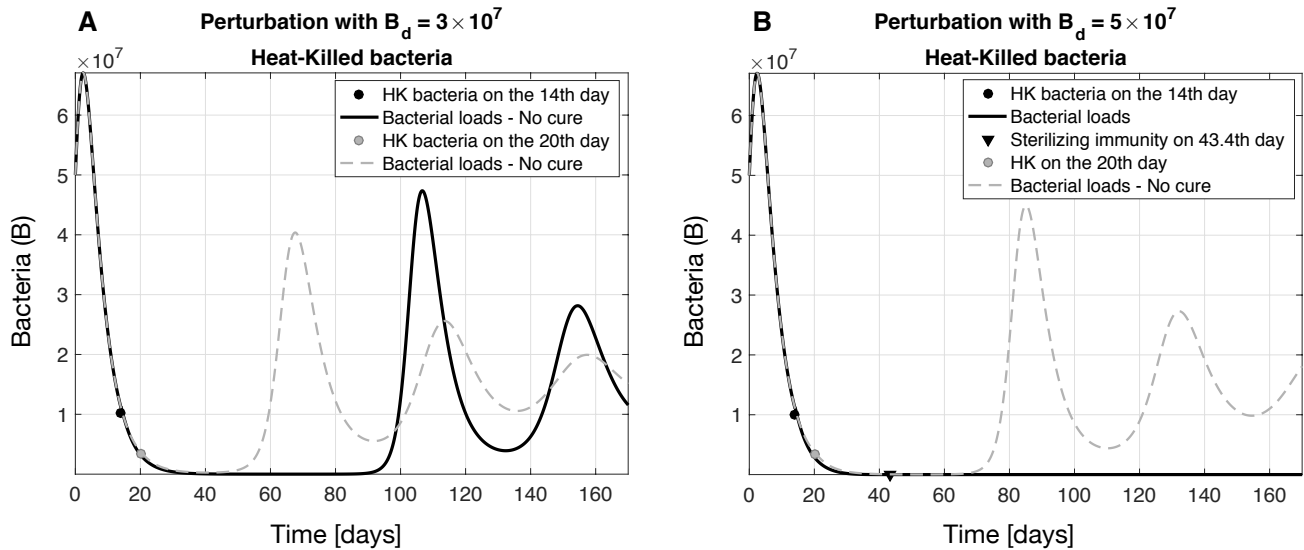 A
Perturbation with B_d = 3×10^7
Heat-Killed bacteria
×10^7
HK bacteria on the 14th day
Bacterial loads - No cure
HK bacteria on the 20th day
Bacterial loads - No cure
6
5
4
3
2
1
0 20 40 60 80 100 120 140 160
Bacteria (B)
Time [days]
B
Perturbation with B_d = 5×10^7
Heat-Killed bacteria
×10^7
HK bacteria on the 14th day
Bacterial loads
Sterilizing immunity on 43.4th day
HK on the 20th day
Bacterial loads - No cure
6
5
4
3
2
1
0 20 40 60 80 100 120 140 160
Bacteria (B)
Time [days]